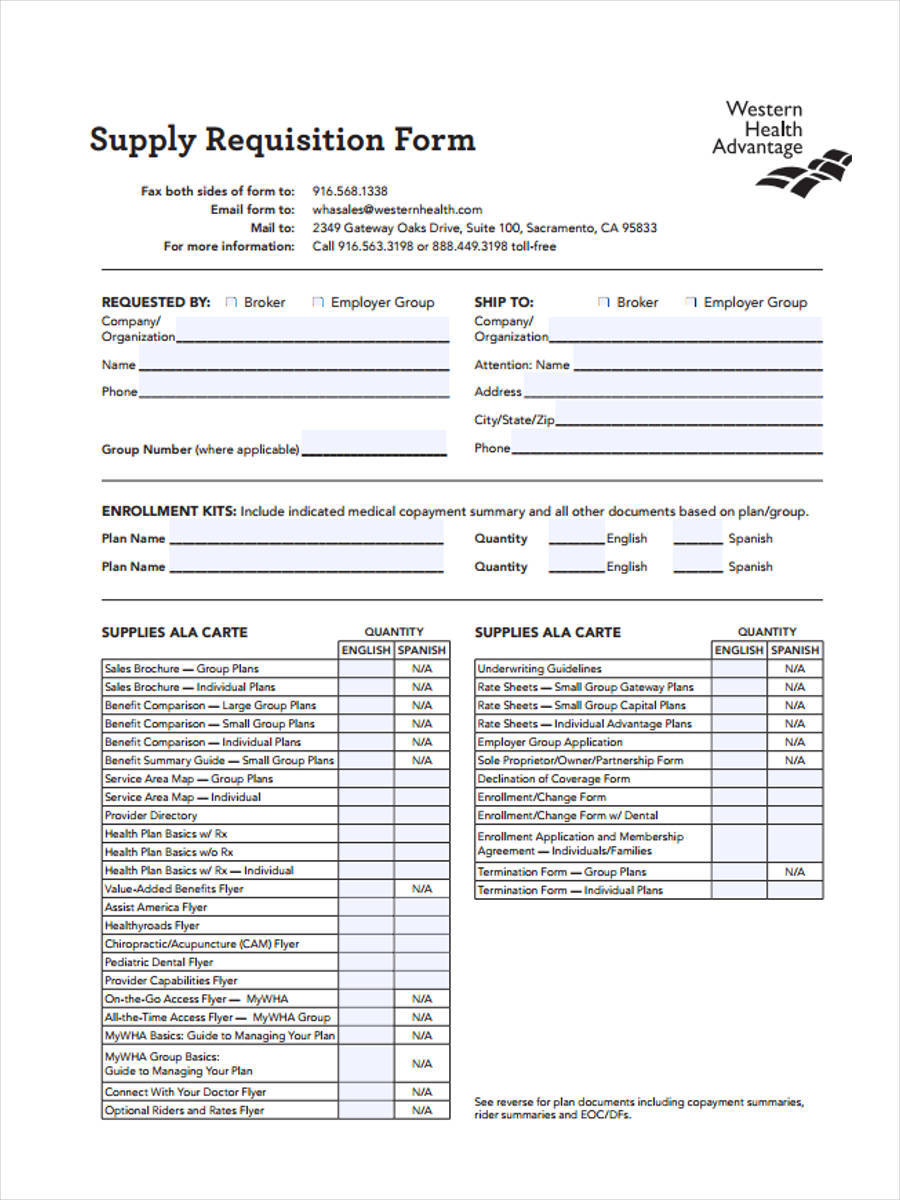 Western
Health
Advantage
Supply Requisition Form
Fax both sides of form to: 916.568.1338
Email form to: whasales@westernhealth.com
Mail to: 2349 Gateway Oaks Drive, Suite 100, Sacramento, CA 95833
For more information: Call 916.563.3198 or 888.449.3198 toll-free
REQUESTED BY: Broker Employer Group
Company/
Organization
Name
Phone
Group Number (where applicable)
SHIP TO: Broker Employer Group
Company/
Organization
Attention: Name
Address
City/State/Zip
Phone
ENROLLMENT KITS: Include indicated medical copayment summary and all other documents based on plan/group.
Plan Name Quantity English Spanish
Plan Name Quantity English Spanish
SUPPLIES ALA CARTE QUANTITY
ENGLISH SPANISH
Sales Brochure — Group Plans N/A
Sales Brochure — Individual Plans N/A
Benefit Comparison — Large Group Plans N/A
Benefit Comparison — Small Group Plans N/A
Benefit Comparison — Individual Plans N/A
Benefit Summary Guide — Small Group Plans N/A
Service Area Map — Group Plans
Service Area Map — Individual
Provider Directory
Health Plan Basics w/ Rx
Health Plan Basics w/o Rx
Health Plan Basics w/ Rx — Individual
Value-Added Benefits Flyer N/A
Assist America Flyer
Healthyroads Flyer
Chiropractic/Acupuncture (CAM) Flyer
Pediatric Dental Flyer
Provider Capabilities Flyer
On-the-Go Access Flyer — MyWHA N/A
All-the-Time Access Flyer — MyWHA Group N/A
MyWHA Basics: Guide to Managing Your Plan N/A
MyWHA Group Basics:
Guide to Managing Your Plan N/A
Connect With Your Doctor Flyer N/A
Optional Riders and Rates Flyer N/A
SUPPLIES ALA CARTE QUANTITY
ENGLISH SPANISH
Underwriting Guidelines N/A
Rate Sheets — Small Group Gateway Plans N/A
Rate Sheets — Small Group Capital Plans N/A
Rate Sheets — Individual Advantage Plans N/A
Employer Group Application N/A
Sole Proprietor/Owner/Partnership Form N/A
Declination of Coverage Form
Enrollment/Change Form
Enrollment/Change Form w/ Dental
Enrollment Application and Membership
Agreement — Individuals/Families
Termination Form — Group Plans N/A
Termination Form — Individual Plans
See reverse for plan documents including copayment summaries,
rider summaries and EOC/DFs.